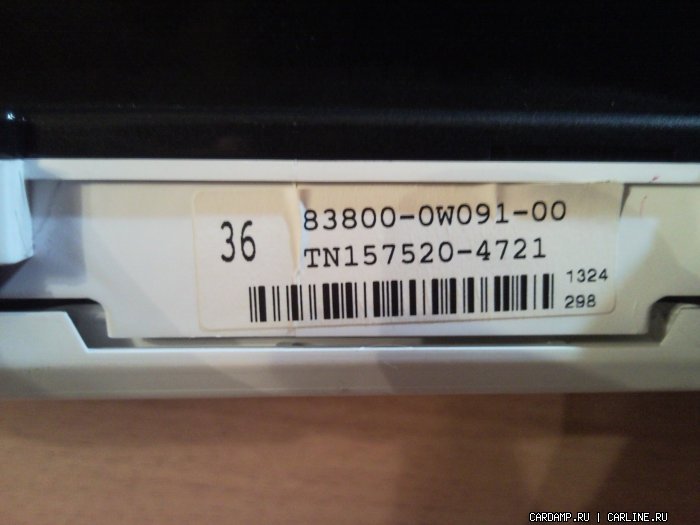 36
83800-0W091-00
TN157520-4721
1324
298
CARDAMP.RU | CARLINE.RU